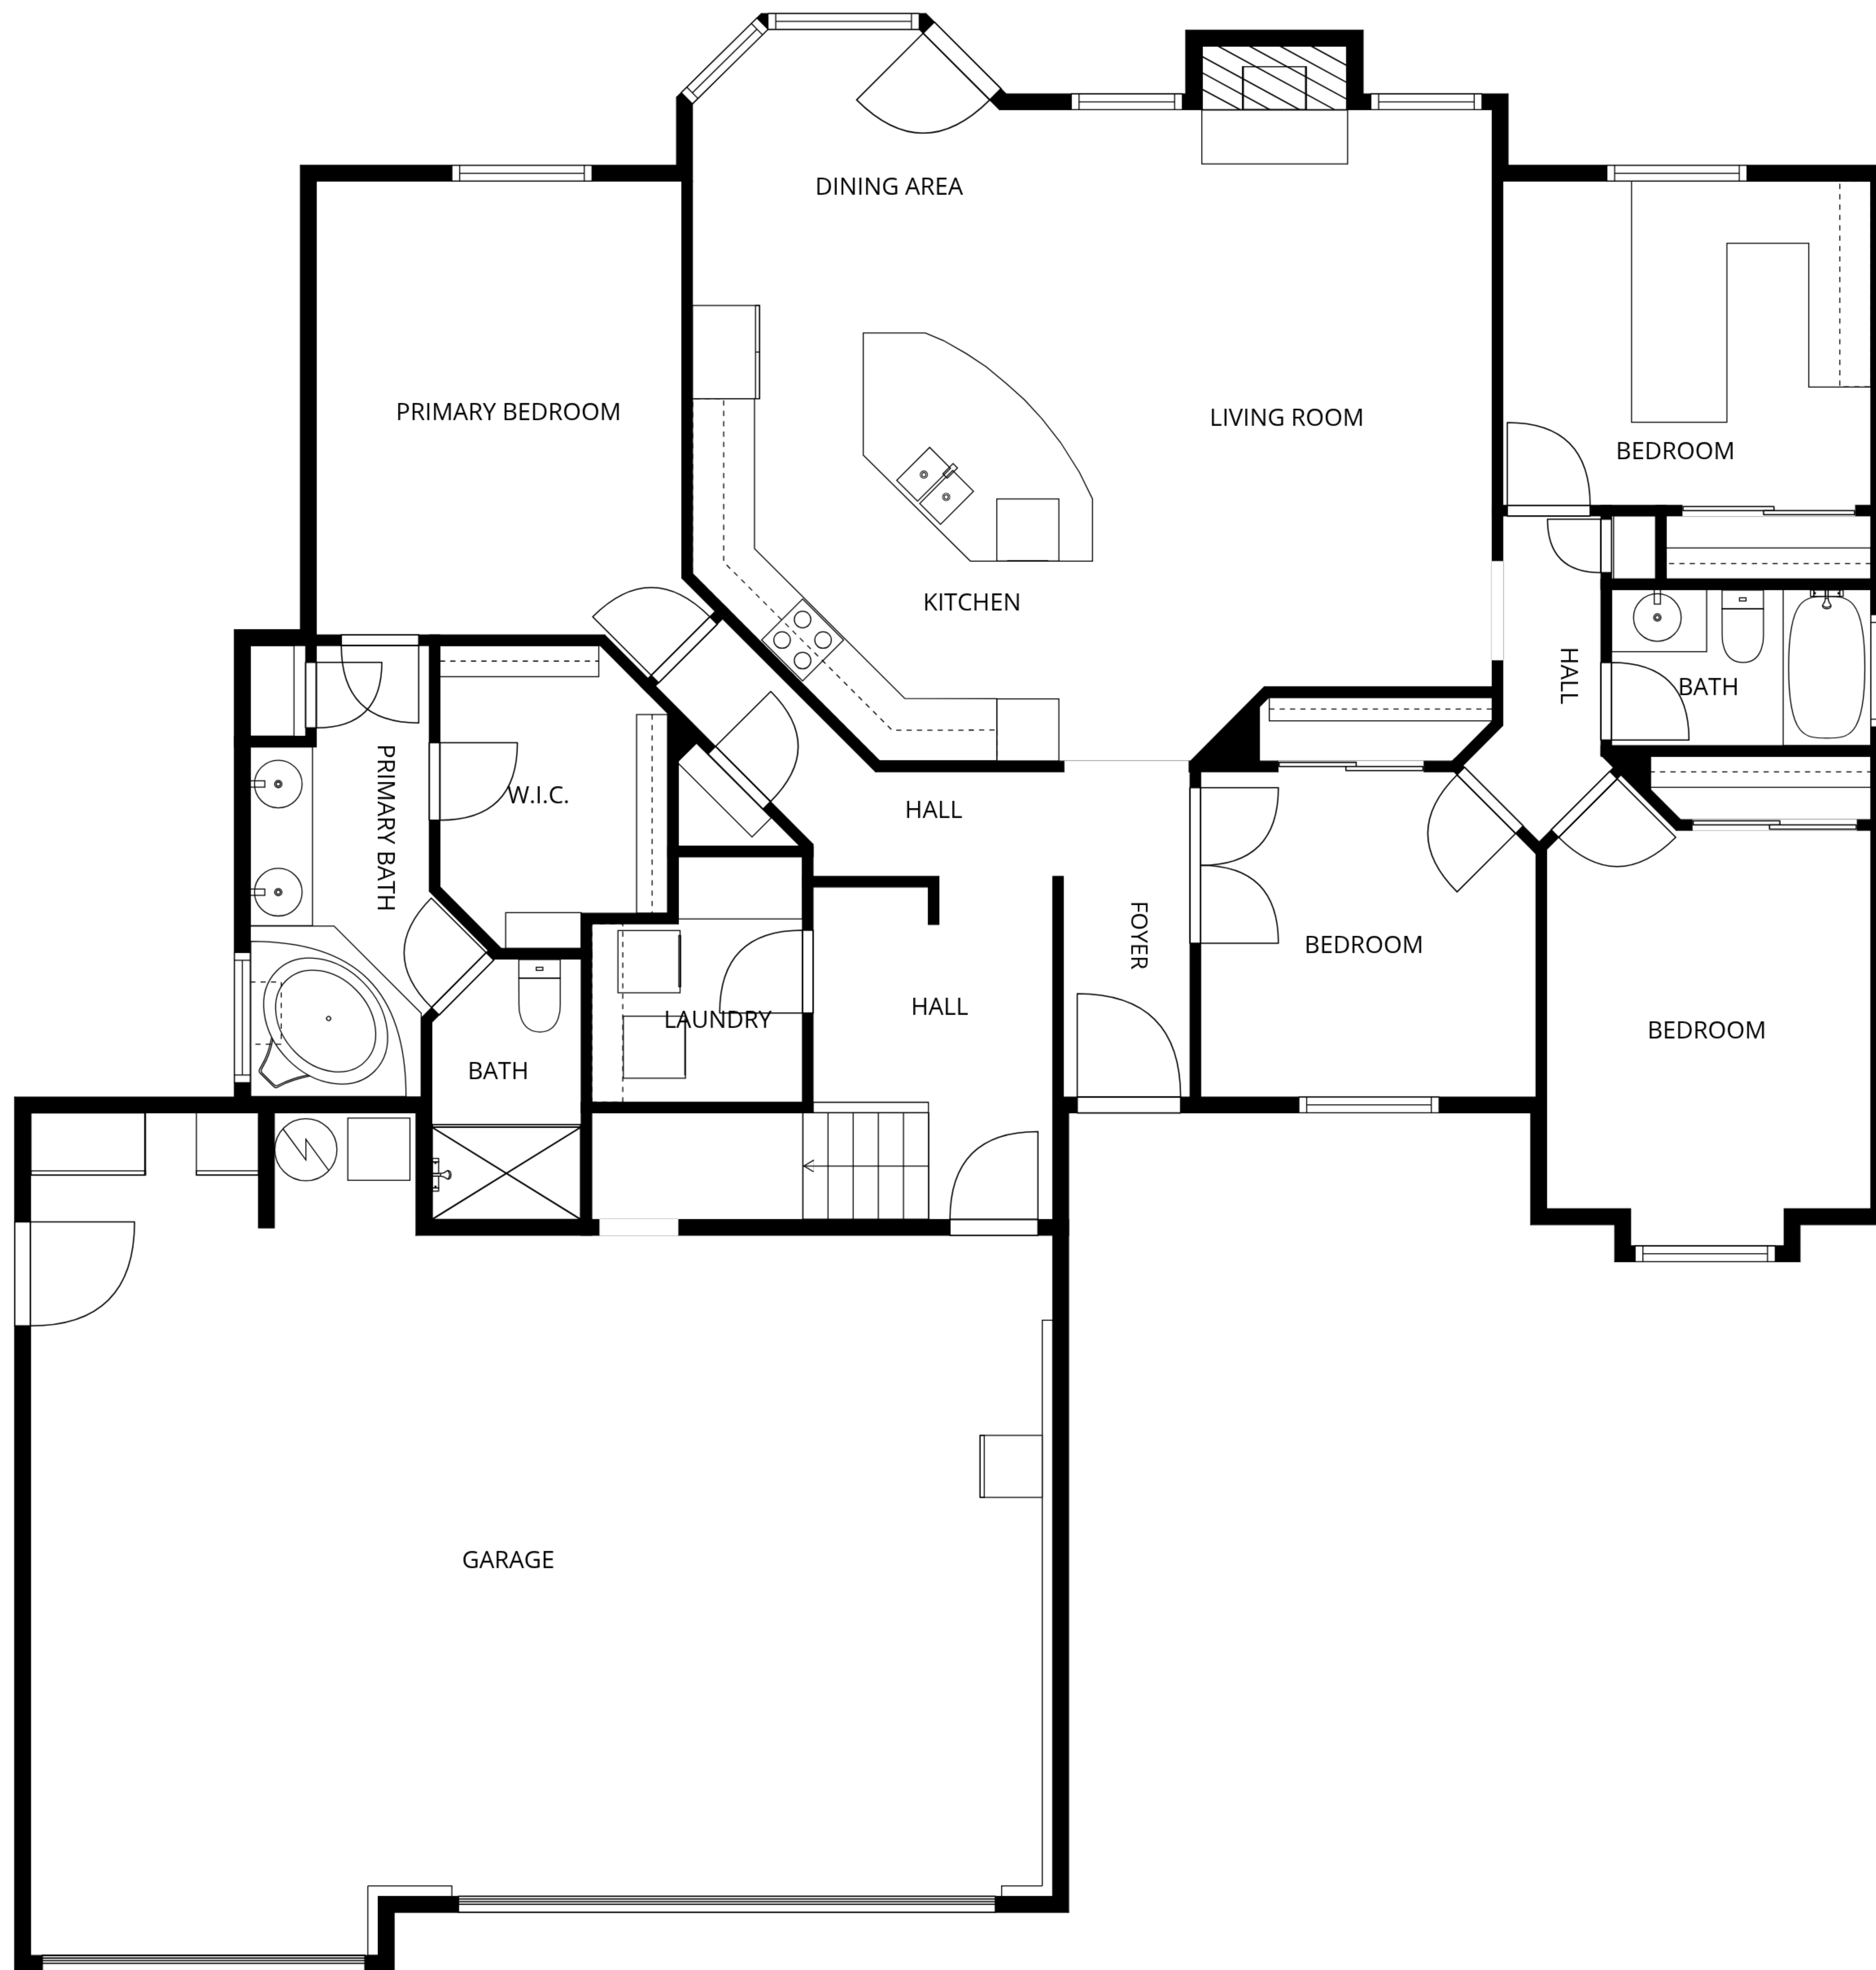 DINING AREA
PRIMARY BEDROOM
LIVING ROOM
BEDROOM
KITCHEN
HALL
BATH
PRIMARY BATH
W.I.C.
HALL
FOYER
BEDROOM
HALL
LAUNDRY
BEDROOM
BATH
GARAGE